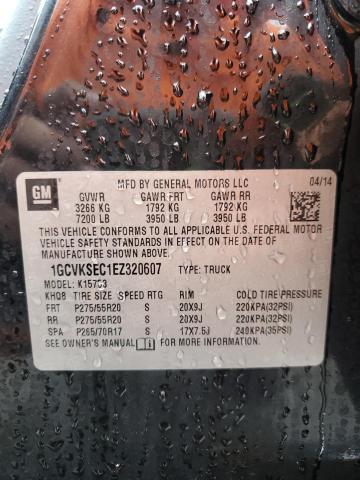 GM
MFD BY GENERAL MOTORS LLC 04/14
GVWR GAWR FRT GAWR RR
3266 KG 1792 KG 1792 KG
7200 LB 3950 LB 3950 LB
THIS VEHICLE CONFORMS TO ALL APPLICABLE
U.S. FEDERAL MOTOR VEHICLE SAFETY STANDARDS IN EFFECT ON THE DATE OF
MANUFACTURE SHOWN ABOVE.
1GCVKSEC1EZ320607 TYPE: TRUCK
MODEL: K15753
KHQ8 TIRE SIZE SPEED RTG RIM COLD TIRE PRESSURE
FRT P275/55R20 S 20X9J 220KPA(32PSI)
RR P275/55R20 S 20X9J 220KPA(32PSI)
SPA P265/70R17 S 17X7.5J 240KPA(35PSI)
SEE OWNER'S MANUAL FOR MORE INFORMATION.